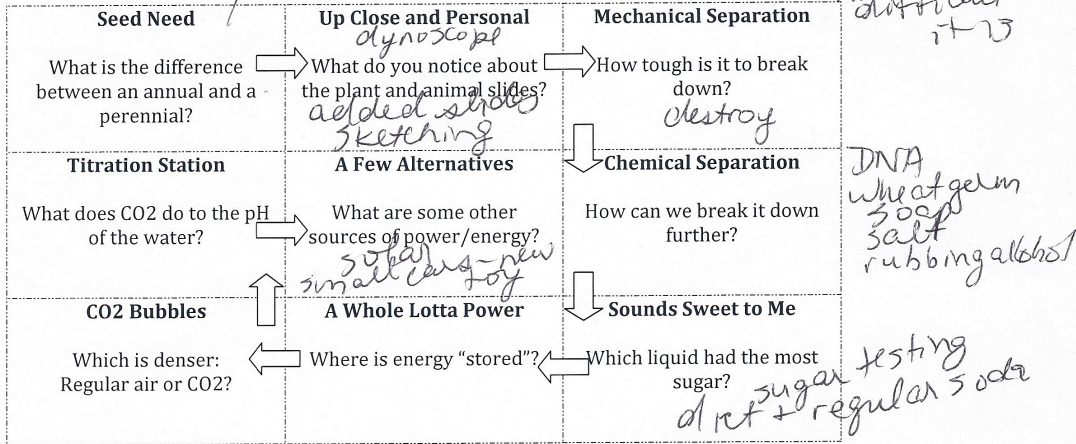 Seed Need
What is the difference
between an annual and a
perennial?
Up Close and Personal
dynoscope
What do you notice about
the plant and animal slides?
added slides
sketching
Mechanical Separation
How tough is it to break
down?
destroy
it is
Titration Station
What does CO2 do to the pH
of the water?
A Few Alternatives
What are some other
sources of power/energy?
solar
small cars - new
toy
Chemical Separation
How can we break it down
further?
DNA
wheat germ
soap
salt
rubbing alkohol
CO2 Bubbles
Which is denser:
Regular air or CO2?
A Whole Lotta Power
Where is energy “stored”?
Sounds Sweet to Me
Which liquid had the most
sugar?
sugar testing
diet + regular soda